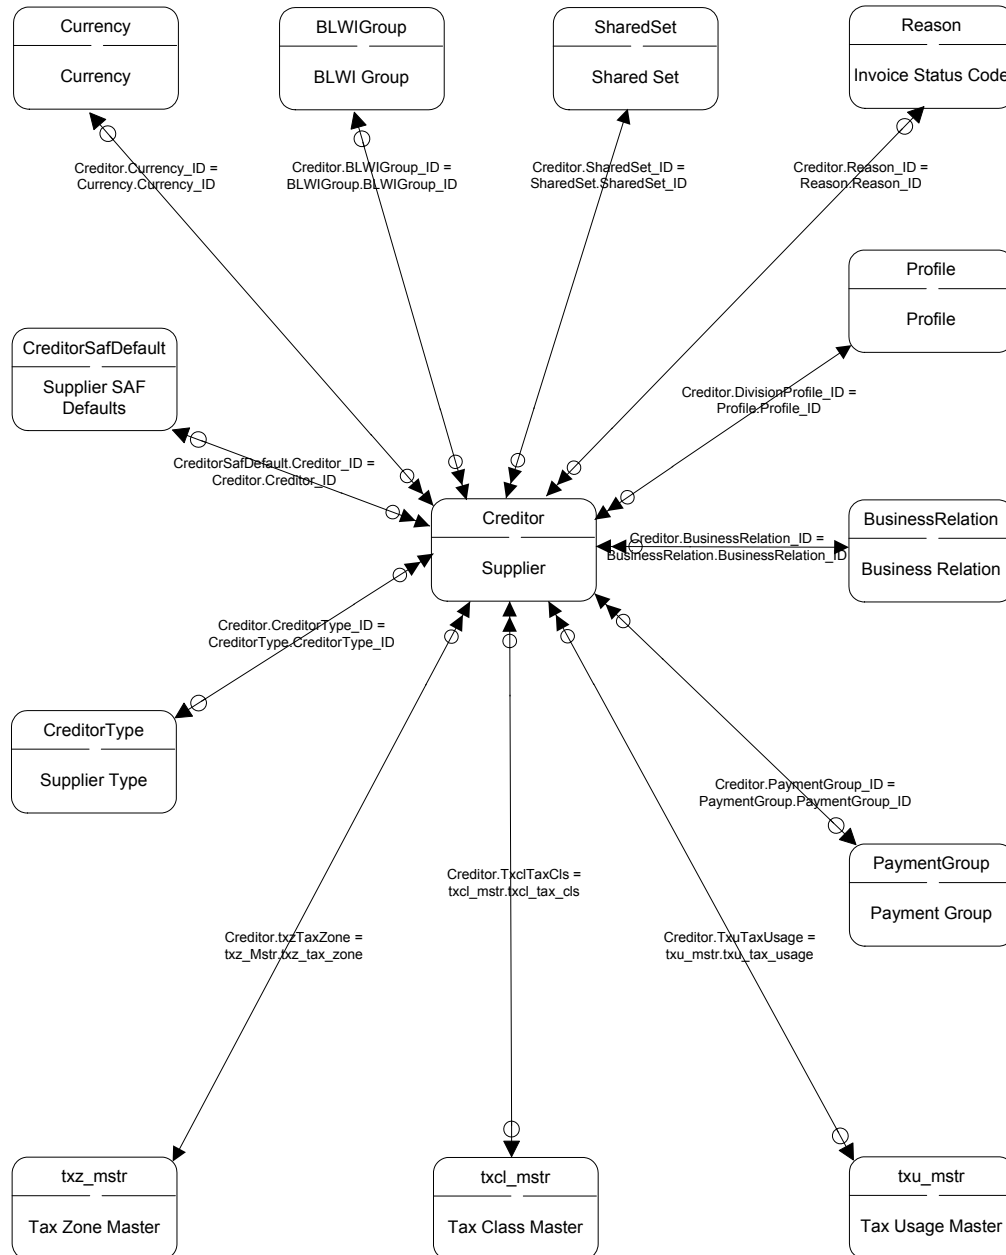 Currency
Currency
BLWIGroup
BLWI Group
SharedSet
Shared Set
Reason
Invoice Status Code
Creditor.Currency_ID =
Currency.Currency_ID
Creditor.BLWIGroup_ID =
BLWIGroup.BLWIGroup_ID
Creditor.SharedSet_ID =
SharedSet.SharedSet_ID
Creditor.Reason_ID =
Reason.Reason_ID
Profile
Profile
CreditorSafDefault
Supplier SAF
Defaults
Creditor.DivisionProfile_ID =
Profile.Profile_ID
CreditorSafDefault.Creditor_ID =
Creditor.Creditor_ID
Creditor
Supplier
Creditor.BusinessRelation_ID =
BusinessRelation.BusinessRelation_ID
BusinessRelation
Business Relation
Creditor.CreditorType_ID =
CreditorType.CreditorType_ID
CreditorType
Supplier Type
Creditor.PaymentGroup_ID =
PaymentGroup.PaymentGroup_ID
PaymentGroup
Payment Group
Creditor.TxclTaxCls =
txcl_mstr.txcl_tax_cls
Creditor.txzTaxZone =
txz_Mstr.txz_tax_zone
Creditor.TxuTaxUsage =
txu_mstr.txu_tax_usage
txz_mstr
Tax Zone Master
txcl_mstr
Tax Class Master
txu_mstr
Tax Usage Master